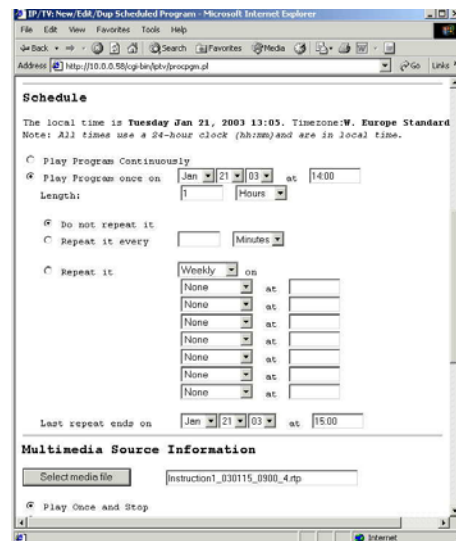 IP/TV: New/Edit/Dup Scheduled Program - Microsoft Internet Explorer
File Edit View Favorites Tools Help
Back Search Favorites Media
Address http://10.0.0.58/cgi-bin/iptv/procpgm.pl Go Links
Schedule
The local time is Tuesday Jan 21, 2003 13:05. Timezone:W. Europe Standard
Note: All times use a 24-hour clock (hh:mm)and are in local time.
Play Program Continuously
Play Program once on Jan 21 03 at 14:00
Length: 1 Hours
Do not repeat it
Repeat it every Minutes
Repeat it Weekly on
None at
None at
None at
None at
None at
None at
None at
Last repeat ends on Jan 21 03 at 15:00
Multimedia Source Information
Select media file Instruction1_030115_0900_4.rtp
Play Once and Stop
Internet